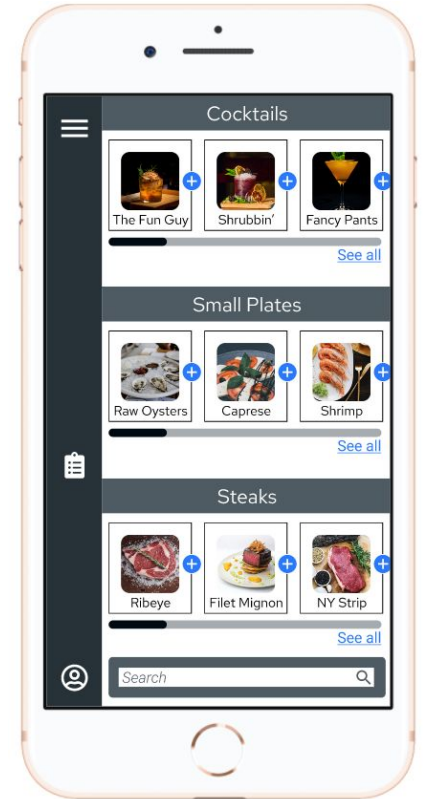 Cocktails
The Fun Guy
Shrubbin'
Fancy Pants
See all
Small Plates
Raw Oysters
Caprese
Shrimp
See all
Steaks
Ribeye
Filet Mignon
NY Strip
See all
Search